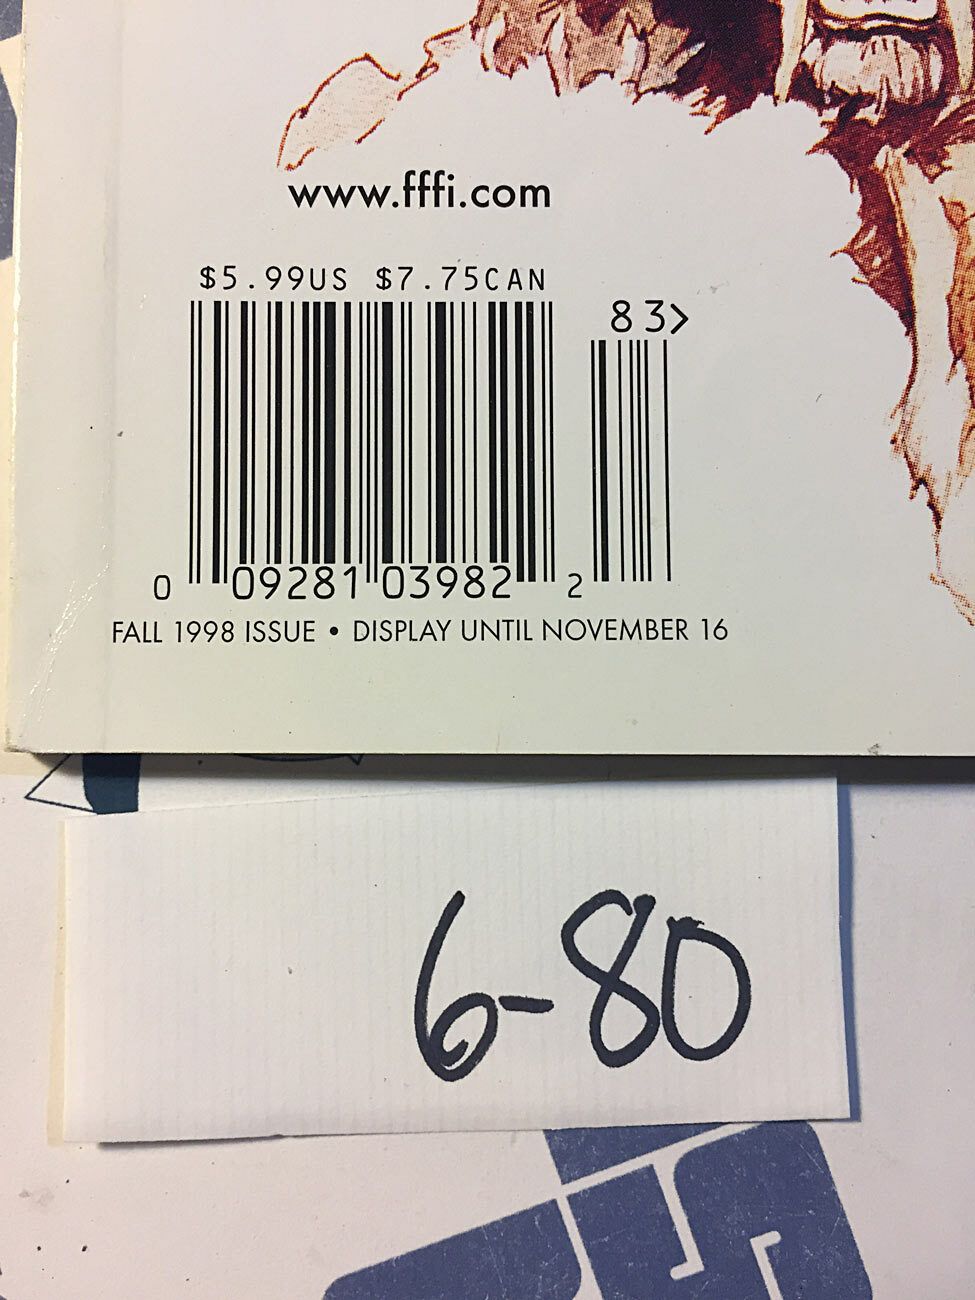 www.fffi.com
$5.99US $7.75CAN
83>
0 09281 03982 2
FALL 1998 ISSUE • DISPLAY UNTIL NOVEMBER 16
6-80